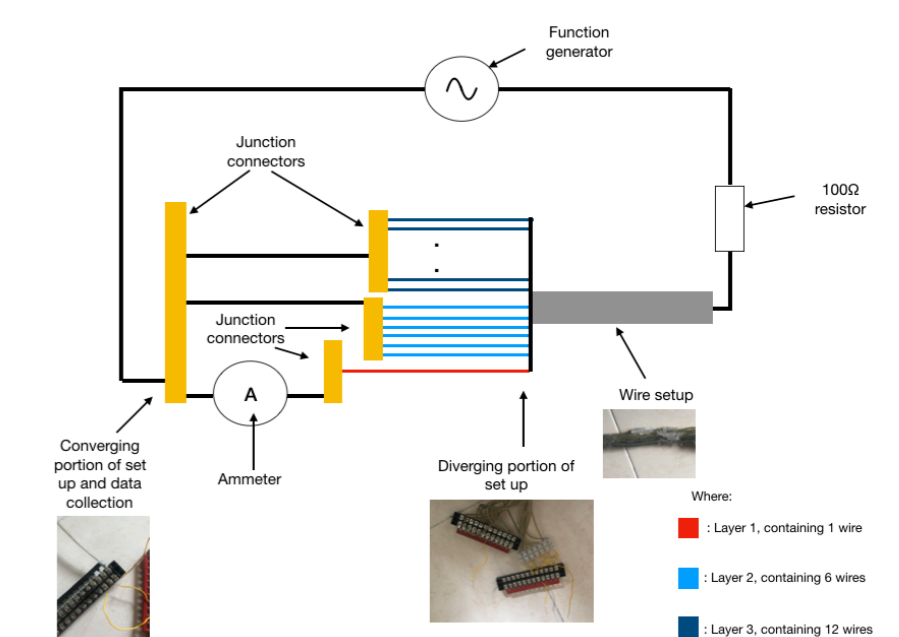 Function
generator
Junction
connectors
100Ω
resistor
Junction
connectors
A
Wire setup
Converging
portion of set
up and data
collection
Ammeter
Diverging portion of
set up
Where:
: Layer 1, containing 1 wire
: Layer 2, containing 6 wires
: Layer 3, containing 12 wires